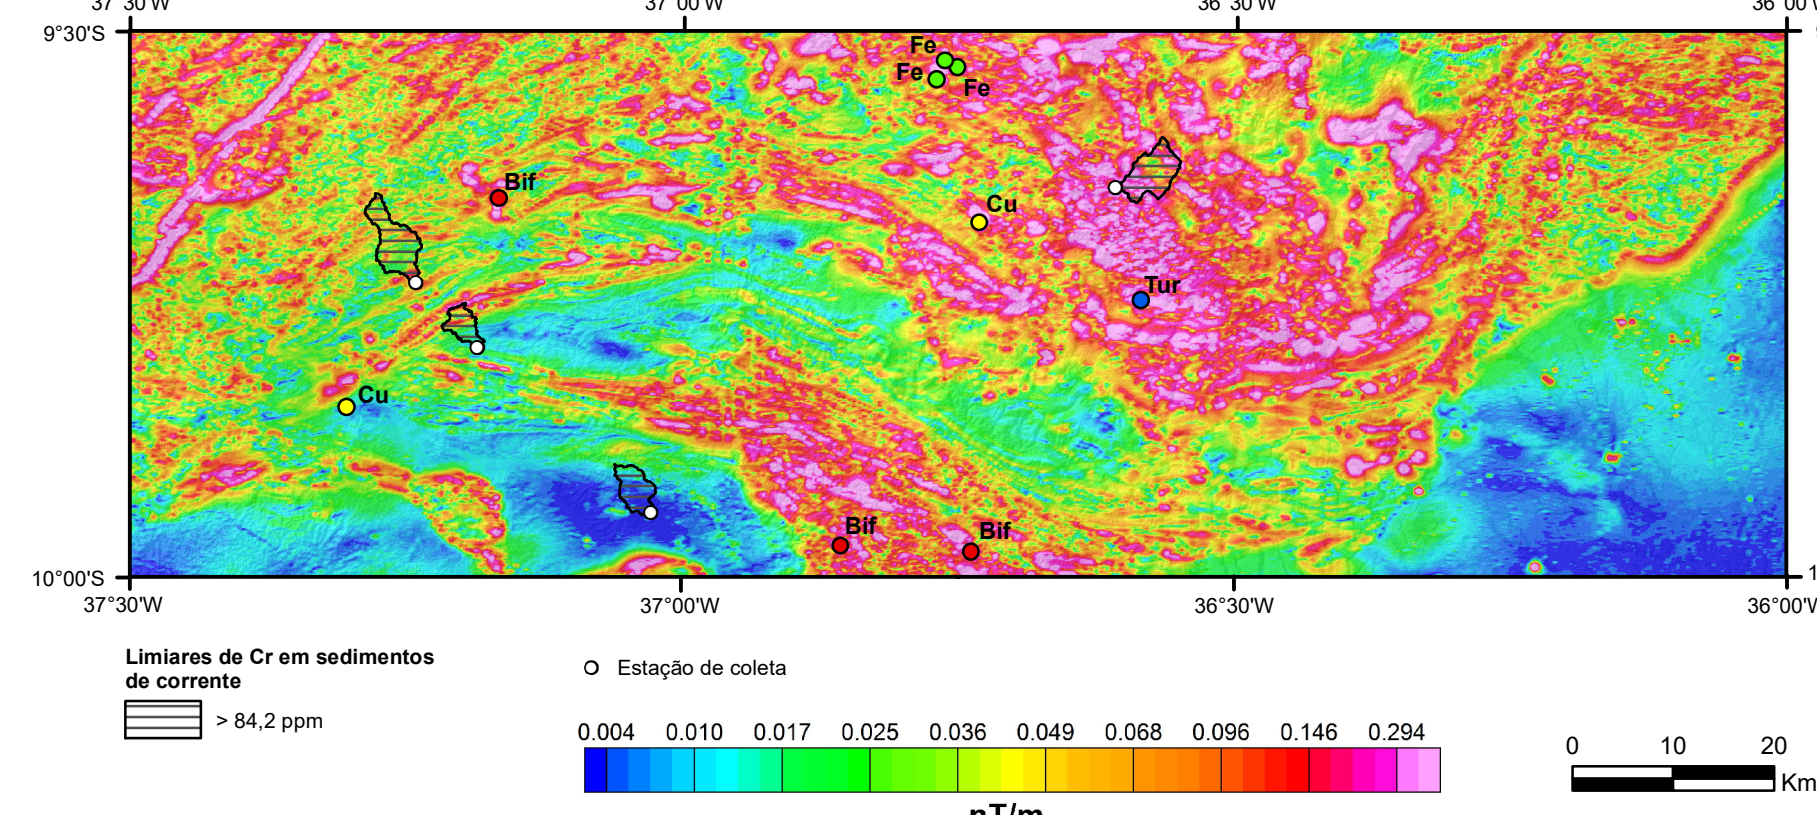 37°30'W 37°00'W 36°30'W 36°00'W
9°30'S
Fe
Fe
Fe
Bif
Cu
Tur
Cu
Bif
Bif
10°00'S
37°30'W 37°00'W 36°30'W 36°00'W
Limiares de Cr em sedimentos
de corrente
> 84,2 ppm
Estação de coleta
0.004 0.010 0.017 0.025 0.036 0.049 0.068 0.096 0.146 0.294
nT/m
0 10 20
Km